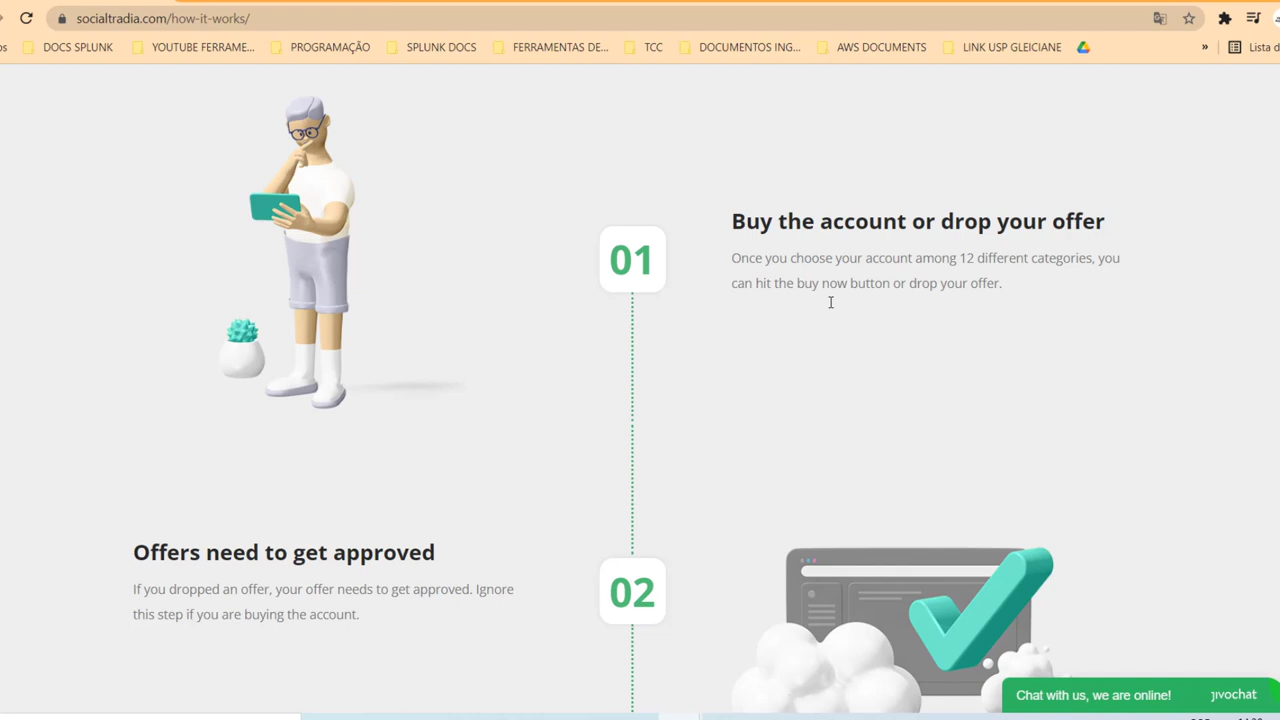 socialtradia.com/how-it-works/
DOCS SPLUNK YOUTUBE FERRAME... PROGRAMAÇÃO SPLUNK DOCS FERRAMENTAS DE... TCC DOCUMENTOS ING... AWS DOCUMENTS LINK USP GLEICIANE » Lista d
Buy the account or drop your offer
01
Once you choose your account among 12 different categories, you
can hit the buy now button or drop your offer.
Offers need to get approved
02
If you dropped an offer, your offer needs to get approved. Ignore
this step if you are buying the account.
Chat with us, we are online! jivochat